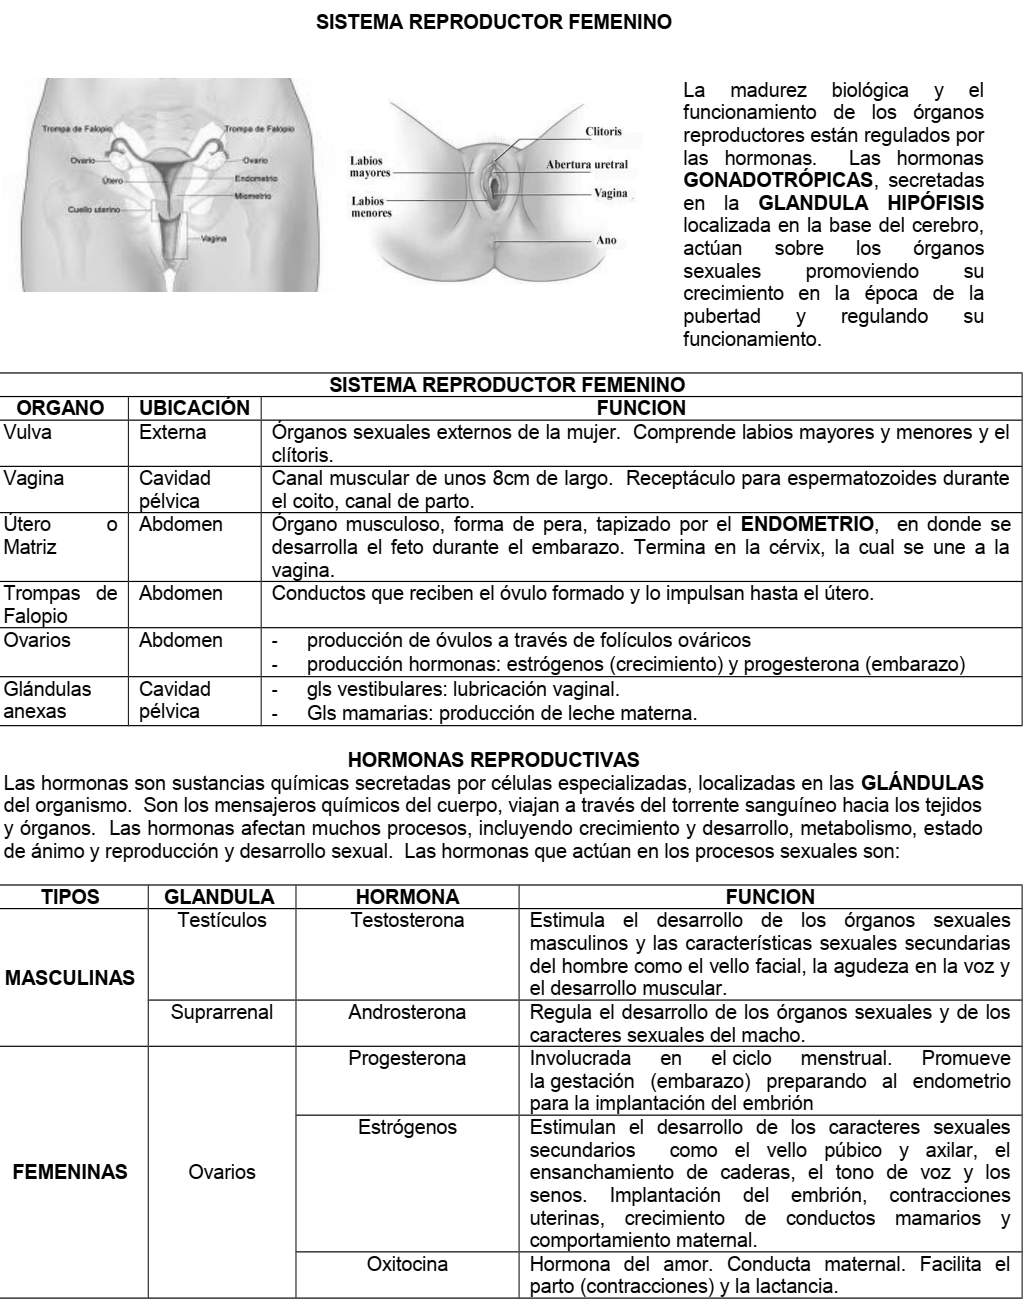 SISTEMA REPRODUCTOR FEMENINO
Trompa de Falopio
Trompa de Falopio
Ovario
Ovario
Útero
Endometrio
Miometrio
Cuello uterino
Vagina
Clitoris
Labios
mayores
Abertura uretral
Labios
menores
Vagina
Ano
La madurez biológica y el
funcionamiento de los órganos
reproductores están regulados por
las hormonas. Las hormonas
GONADOTRÓPICAS, secretadas
en la GLANDULA HIPÓFISIS
localizada en la base del cerebro,
actúan sobre los órganos
sexuales promoviendo su
crecimiento en la época de la
pubertad y regulando su
funcionamiento.
SISTEMA REPRODUCTOR FEMENINO
ORGANO UBICACIÓN FUNCION
Vulva Externa Órganos sexuales externos de la mujer. Comprende labios mayores y menores y el
clítoris.
Vagina Cavidad Canal muscular de unos 8cm de largo. Receptáculo para espermatozoides durante
pélvica el coito, canal de parto.
Útero o Abdomen Órgano musculoso, forma de pera, tapizado por el ENDOMETRIO, en donde se
Matriz desarrolla el feto durante el embarazo. Termina en la cérvix, la cual se une a la
vagina.
Trompas de Abdomen Conductos que reciben el óvulo formado y lo impulsan hasta el útero.
Falopio
Ovarios Abdomen - producción de óvulos a través de folículos ováricos
- producción hormonas: estrógenos (crecimiento) y progesterona (embarazo)
Glándulas Cavidad - gls vestibulares: lubricación vaginal.
anexas pélvica - Gls mamarias: producción de leche materna.
HORMONAS REPRODUCTIVAS
Las hormonas son sustancias químicas secretadas por células especializadas, localizadas en las GLÁNDULAS
del organismo. Son los mensajeros químicos del cuerpo, viajan a través del torrente sanguíneo hacia los tejidos
y órganos. Las hormonas afectan muchos procesos, incluyendo crecimiento y desarrollo, metabolismo, estado
de ánimo y reproducción y desarrollo sexual. Las hormonas que actúan en los procesos sexuales son:
TIPOS GLANDULA HORMONA FUNCION
MASCULINAS
Testículos Testosterona Estimula el desarrollo de los órganos sexuales
masculinos y las características sexuales secundarias
del hombre como el vello facial, la agudeza en la voz y
el desarrollo muscular.
Suprarrenal Androsterona Regula el desarrollo de los órganos sexuales y de los
caracteres sexuales del macho.
FEMENINAS
Ovarios
Progesterona Involucrada en el ciclo menstrual. Promueve
la gestación (embarazo) preparando al endometrio
para la implantación del embrión
Estrógenos Estimulan el desarrollo de los caracteres sexuales
secundarios como el vello púbico y axilar, el
ensanchamiento de caderas, el tono de voz y los
senos. Implantación del embrión, contracciones
uterinas, crecimiento de conductos mamarios y
comportamiento maternal.
Oxitocina Hormona del amor. Conducta maternal. Facilita el
parto (contracciones) y la lactancia.